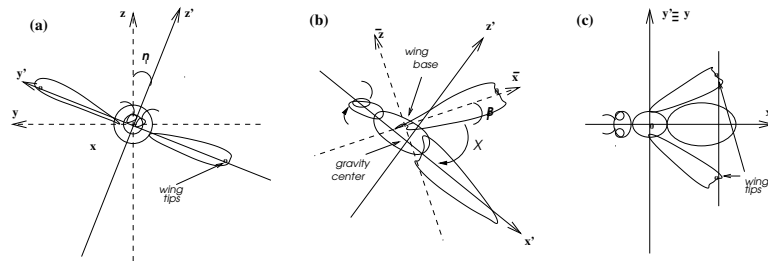 (a)
z
z'
η
y'
y
x
wing
tips
(b)
z̄
wing
base
z'
x̄
β
χ
gravity
center
x'
(c)
y'≡ y
x
wing
tips